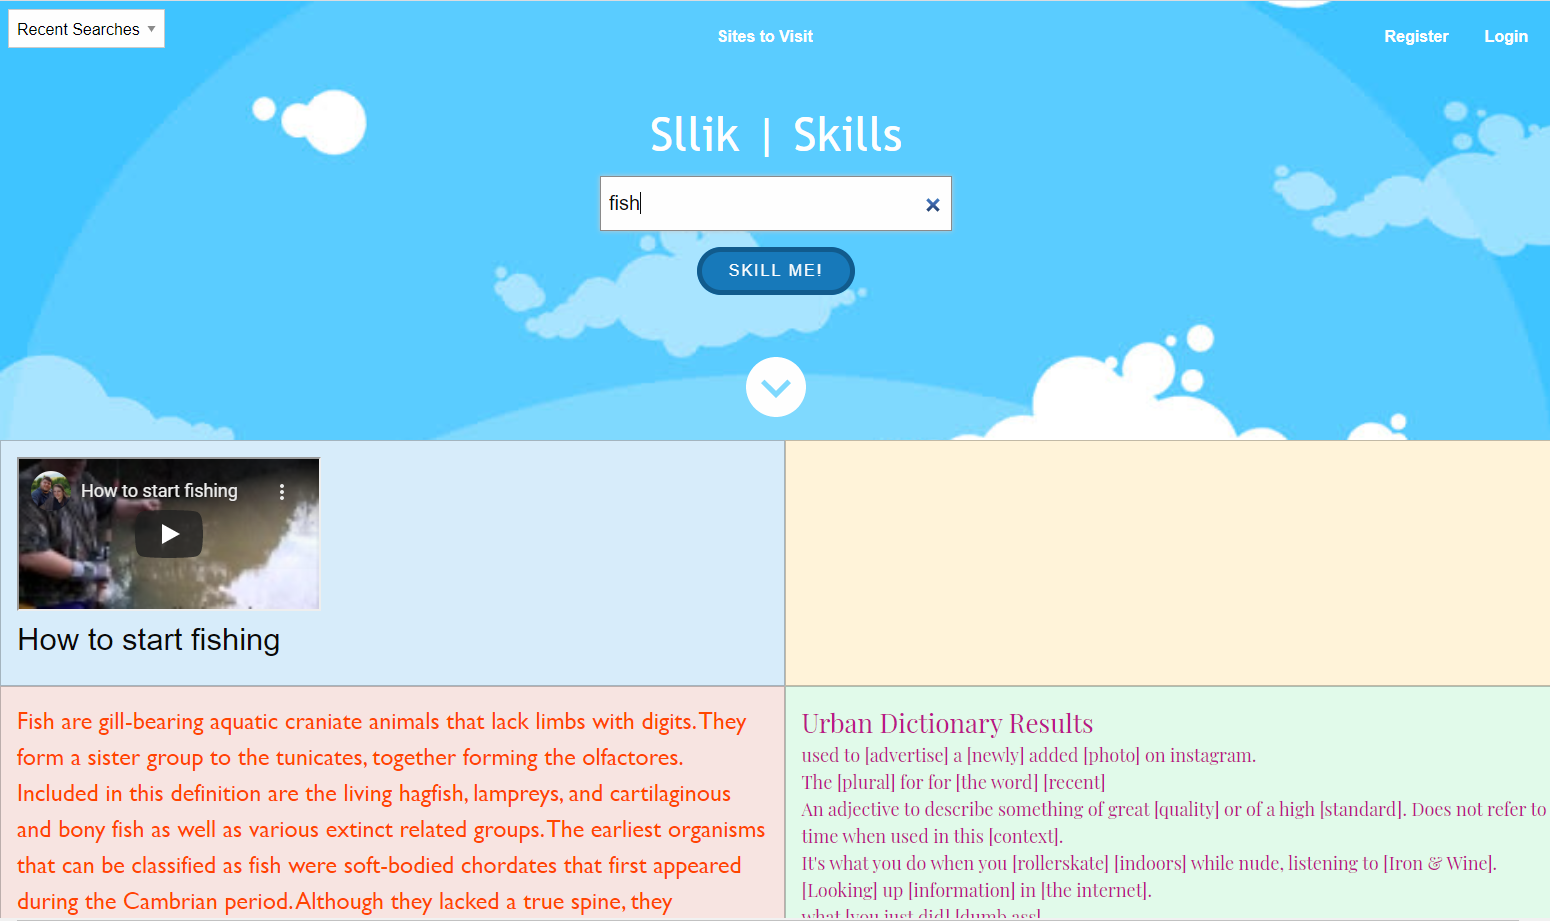 Recent Searches
Sites to Visit
Register
Login
Sllik | Skills
fish
SKILL ME!
How to start fishing
How to start fishing
Fish are gill-bearing aquatic craniate animals that lack limbs with digits. They
form a sister group to the tunicates, together forming the olfactores.
Included in this definition are the living hagfish, lampreys, and cartilaginous
and bony fish as well as various extinct related groups. The earliest organisms
that can be classified as fish were soft-bodied chordates that first appeared
during the Cambrian period. Although they lacked a true spine, they
Urban Dictionary Results
used to [advertise] a [newly] added [photo] on instagram.
The [plural] for for [the word] [recent]
An adjective to describe something of great [quality] or of a high [standard]. Does not refer to
time when used in this [context].
It's what you do when you [rollerskate] [indoors] while nude, listening to [Iron & Wine].
[Looking] up [information] in [the internet].
what [you just did] [dumb ass]